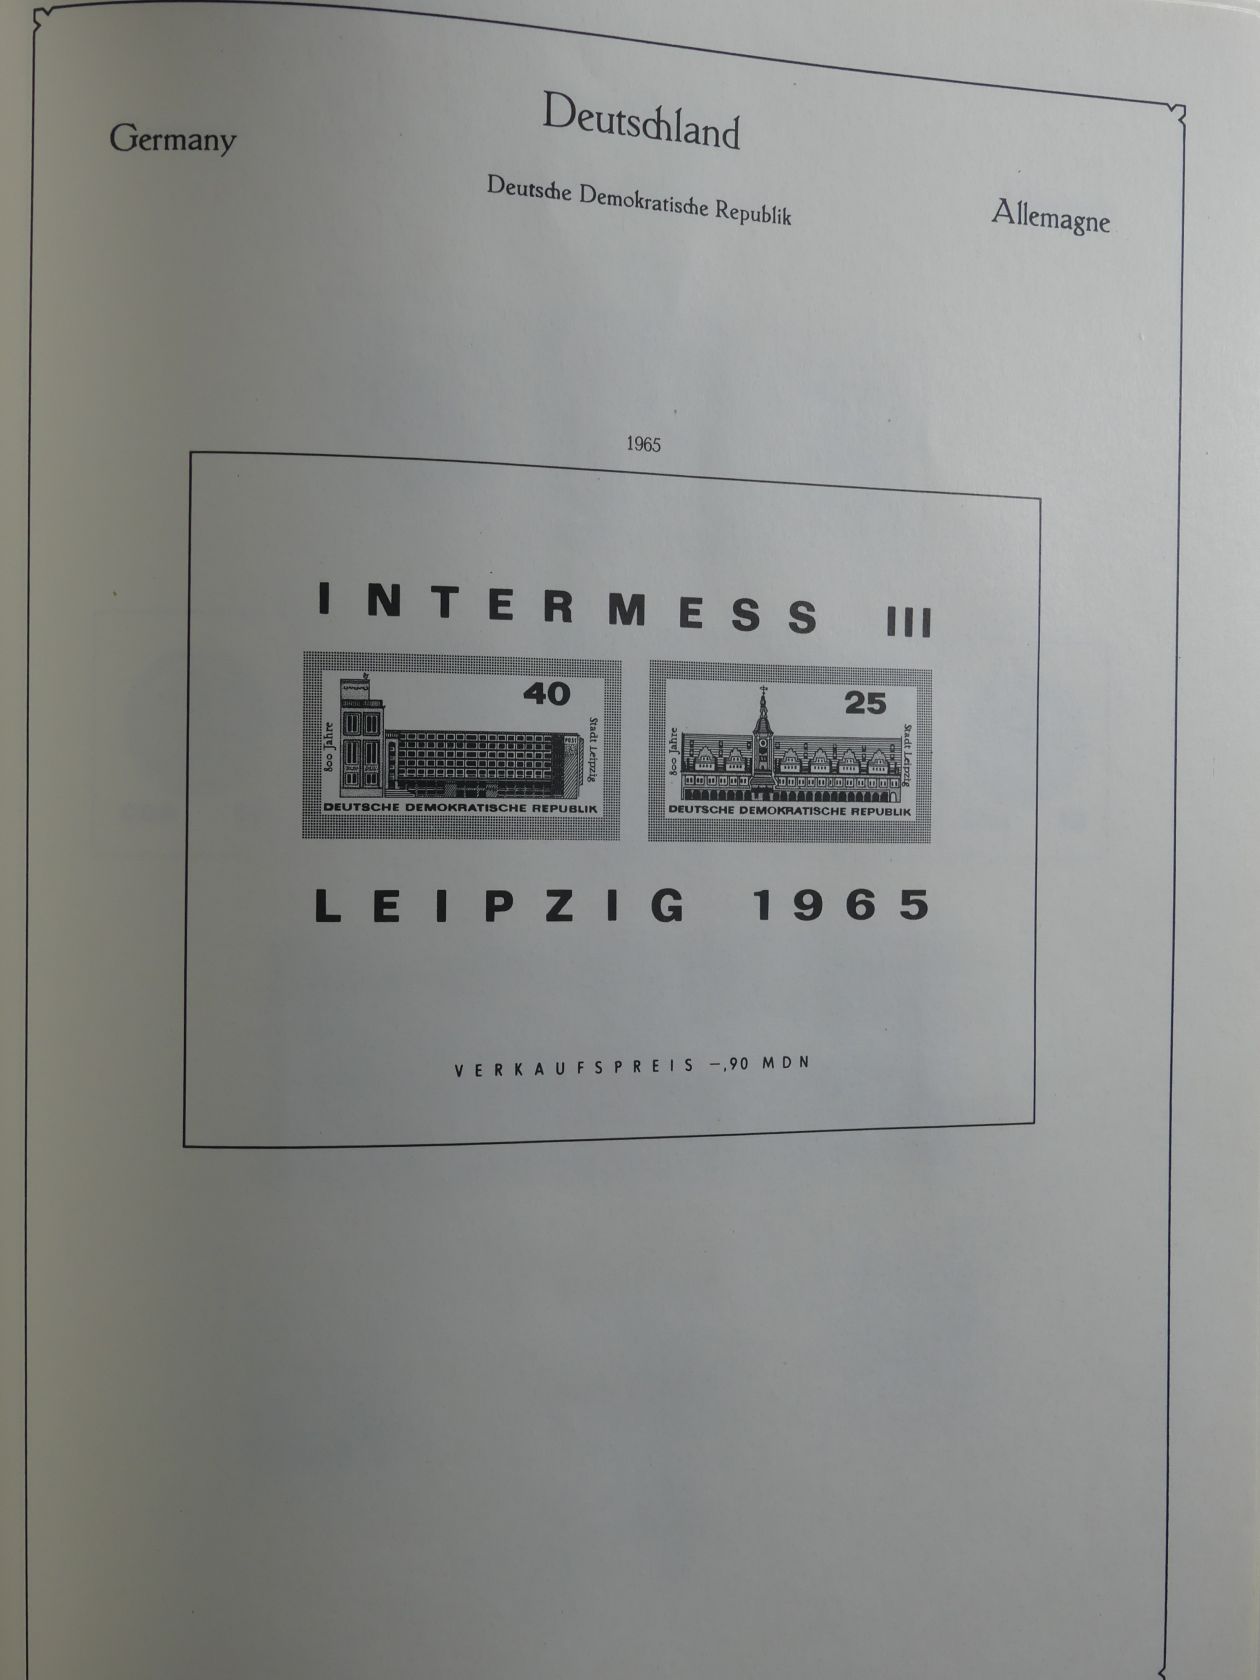 Deutschland
Germany
Deutsche Demokratische Republik
Allemagne
1965
INTERMESS III
40
800 Jahre
Stadt Leipzig
POST
DEUTSCHE DEMOKRATISCHE REPUBLIK
25
800 Jahre
Stadt Leipzig
DEUTSCHE DEMOKRATISCHE REPUBLIK
LEIPZIG 1965
VERKAUFSPREIS –,90 MDN